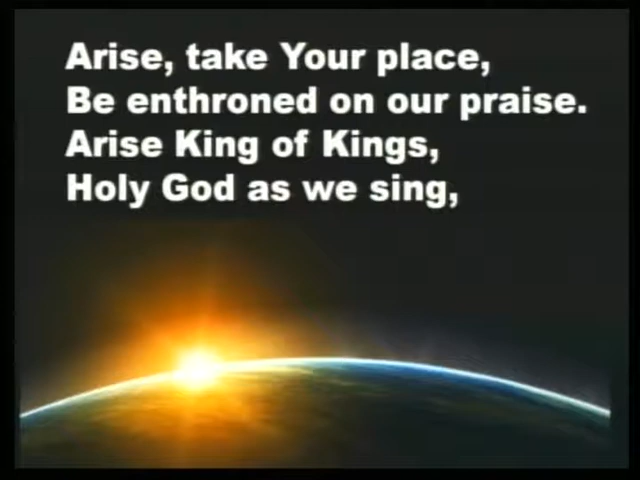 Arise, take Your place,
Be enthroned on our praise.
Arise King of Kings,
Holy God as we sing,